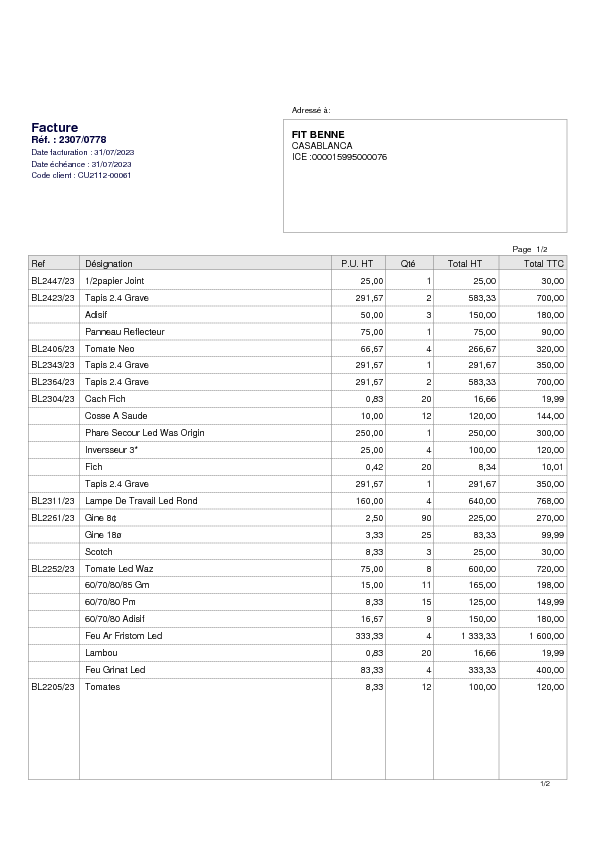 Adressé à:
Facture
Réf. : 2307/0778
Date facturation : 31/07/2023
Date échéance : 31/07/2023
Code client : CU2112-00061
FIT BENNE
CASABLANCA
ICE :000015995000076
Page 1/2
Ref Désignation P.U. HT Qté Total HT Total TTC
BL2447/23 1/2papier Joint 25,00 1 25,00 30,00
BL2423/23 Tapis 2.4 Grave 291,67 2 583,33 700,00
Adisif 50,00 3 150,00 180,00
Panneau Reflecteur 75,00 1 75,00 90,00
BL2406/23 Tomate Neo 66,67 4 266,67 320,00
BL2343/23 Tapis 2.4 Grave 291,67 1 291,67 350,00
BL2364/23 Tapis 2.4 Grave 291,67 2 583,33 700,00
BL2304/23 Cach Fich 0,83 20 16,66 19,99
Cosse A Saude 10,00 12 120,00 144,00
Phare Secour Led Was Origin 250,00 1 250,00 300,00
Inversseur 3* 25,00 4 100,00 120,00
Fich 0,42 20 8,34 10,01
Tapis 2.4 Grave 291,67 1 291,67 350,00
BL2311/23 Lampe De Travail Led Rond 160,00 4 640,00 768,00
BL2261/23 Gine 8¢ 2,50 90 225,00 270,00
Gine 18ø 3,33 25 83,33 99,99
Scotch 8,33 3 25,00 30,00
BL2252/23 Tomate Led Waz 75,00 8 600,00 720,00
60/70/80/85 Gm 15,00 11 165,00 198,00
60/70/80 Pm 8,33 15 125,00 149,99
60/70/80 Adisif 16,67 9 150,00 180,00
Feu Ar Fristom Led 333,33 4 1 333,33 1 600,00
Lambou 0,83 20 16,66 19,99
Feu Grinat Led 83,33 4 333,33 400,00
BL2205/23 Tomates 8,33 12 100,00 120,00
1/2